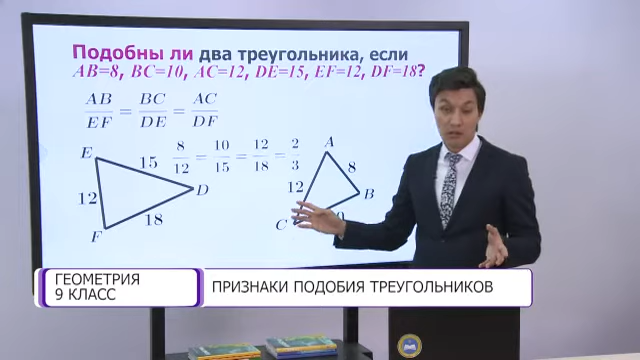 Подобны ли два треугольника, если
AB=8, BC=10, AC=12, DE=15, EF=12, DF=18?
AB/EF = BC/DE = AC/DF
8/12 = 10/15 = 12/18 = 2/3
E 15 D 12 18 F
A 8 B 12 C 0
ГЕОМЕТРИЯ
9 КЛАСС
ПРИЗНАКИ ПОДОБИЯ ТРЕУГОЛЬНИКОВ